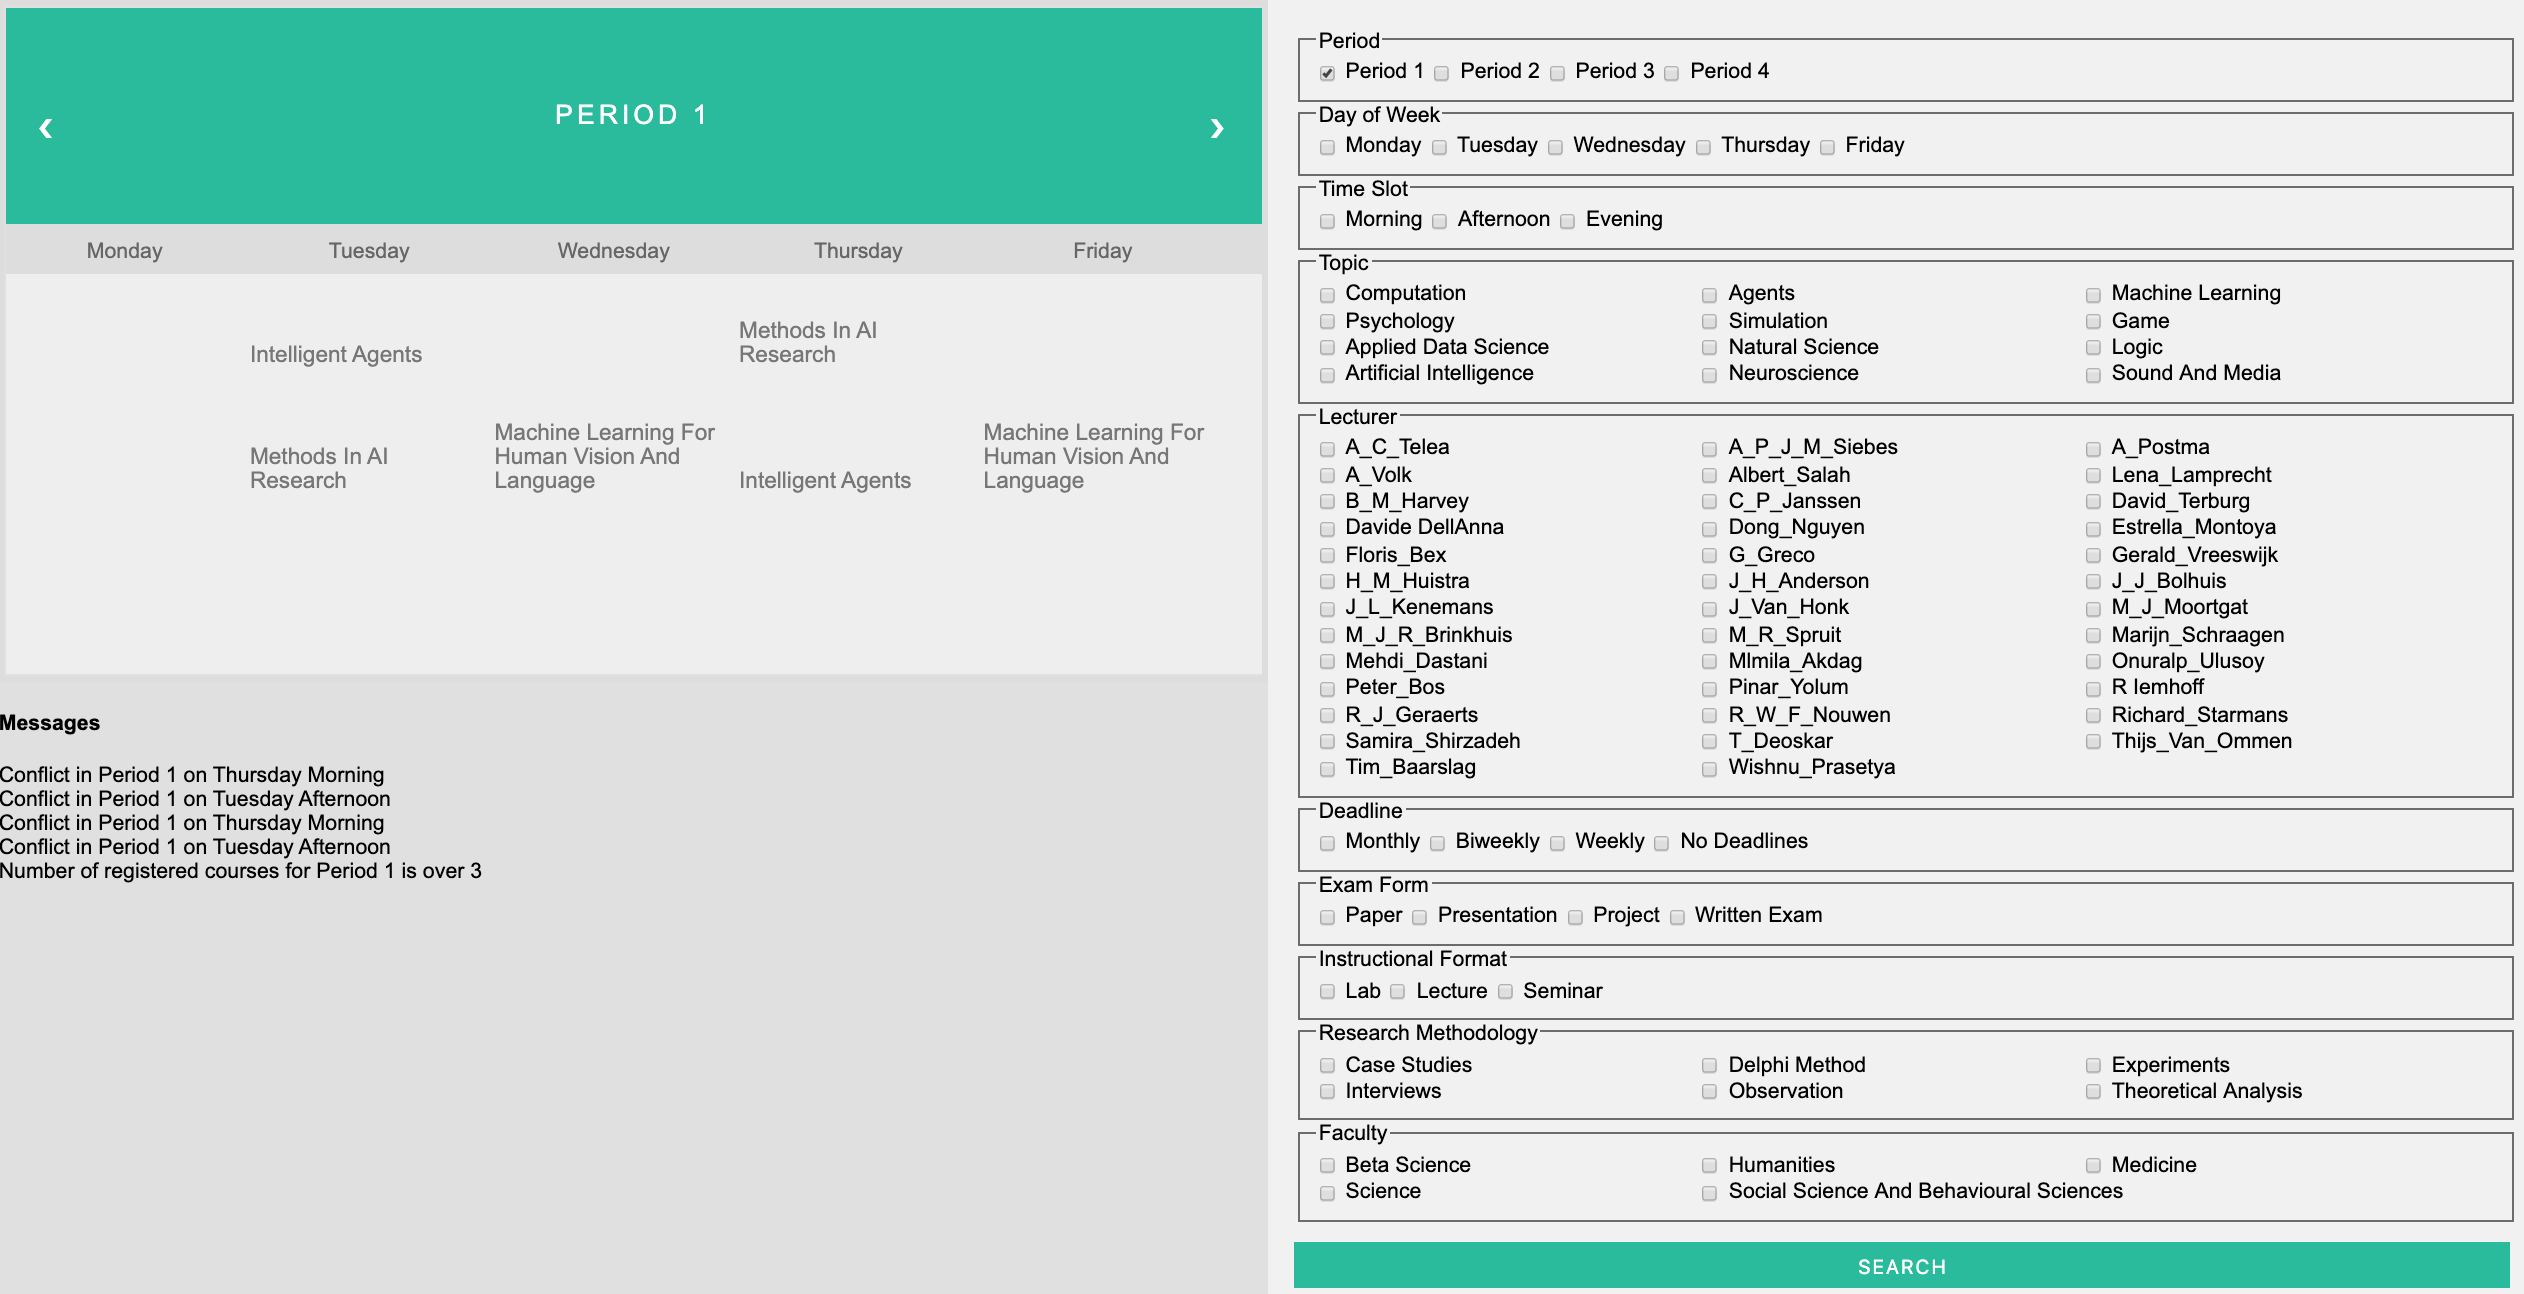 PERIOD 1
‹
›
Monday Tuesday Wednesday Thursday Friday
Intelligent Agents
Methods In AI
Research
Methods In AI
Research
Machine Learning For
Human Vision And
Language
Intelligent Agents
Machine Learning For
Human Vision And
Language
Messages
Conflict in Period 1 on Thursday Morning
Conflict in Period 1 on Tuesday Afternoon
Conflict in Period 1 on Thursday Morning
Conflict in Period 1 on Tuesday Afternoon
Number of registered courses for Period 1 is over 3
Period
Period 1 Period 2 Period 3 Period 4
Day of Week
Monday Tuesday Wednesday Thursday Friday
Time Slot
Morning Afternoon Evening
Topic
Computation Agents Machine Learning
Psychology Simulation Game
Applied Data Science Natural Science Logic
Artificial Intelligence Neuroscience Sound And Media
Lecturer
A_C_Telea A_P_J_M_Siebes A_Postma
A_Volk Albert_Salah Lena_Lamprecht
B_M_Harvey C_P_Janssen David_Terburg
Davide DellAnna Dong_Nguyen Estrella_Montoya
Floris_Bex G_Greco Gerald_Vreeswijk
H_M_Huistra J_H_Anderson J_J_Bolhuis
J_L_Kenemans J_Van_Honk M_J_Moortgat
M_J_R_Brinkhuis M_R_Spruit Marijn_Schraagen
Mehdi_Dastani Mlmila_Akdag Onuralp_Ulusoy
Peter_Bos Pinar_Yolum R Iemhoff
R_J_Geraerts R_W_F_Nouwen Richard_Starmans
Samira_Shirzadeh T_Deoskar Thijs_Van_Ommen
Tim_Baarslag Wishnu_Prasetya
Deadline
Monthly Biweekly Weekly No Deadlines
Exam Form
Paper Presentation Project Written Exam
Instructional Format
Lab Lecture Seminar
Research Methodology
Case Studies Delphi Method Experiments
Interviews Observation Theoretical Analysis
Faculty
Beta Science Humanities Medicine
Science Social Science And Behavioural Sciences
SEARCH